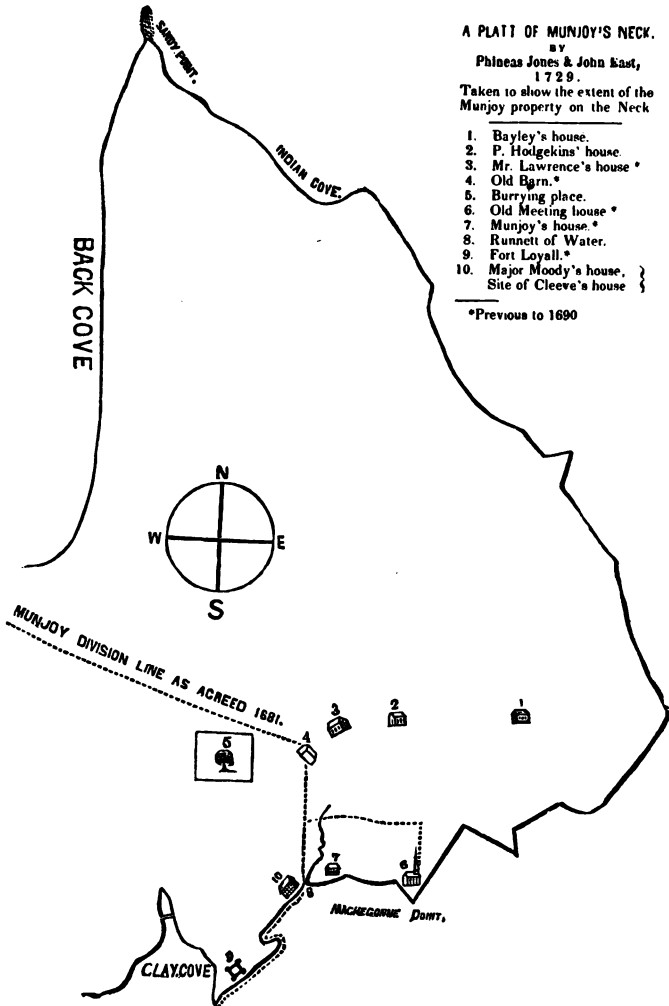 A PLATT OF MUNJOY'S NECK.
BY
Phineas Jones & John East,
1729.
Taken to show the extent of the
Munjoy property on the Neck
1. Bayley's house.
2. P. Hodgekins' house.
3. Mr. Lawrence's house *
4. Old Barn.*
5. Burrying place.
6. Old Meeting house *
7. Munjoy's house.*
8. Runnett of Water.
9. Fort Loyall.*
10. Major Moody's house,
Site of Cleeve's house
*Previous to 1690
SANDY POINT.
INDIAN COVE.
BACK COVE
N
W E
S
MUNJOY DIVISION LINE AS AGREED 1681.
3 2 1
5 4
7 6
10 8
MACHEGONNE POINT.
9
CLAY COVE